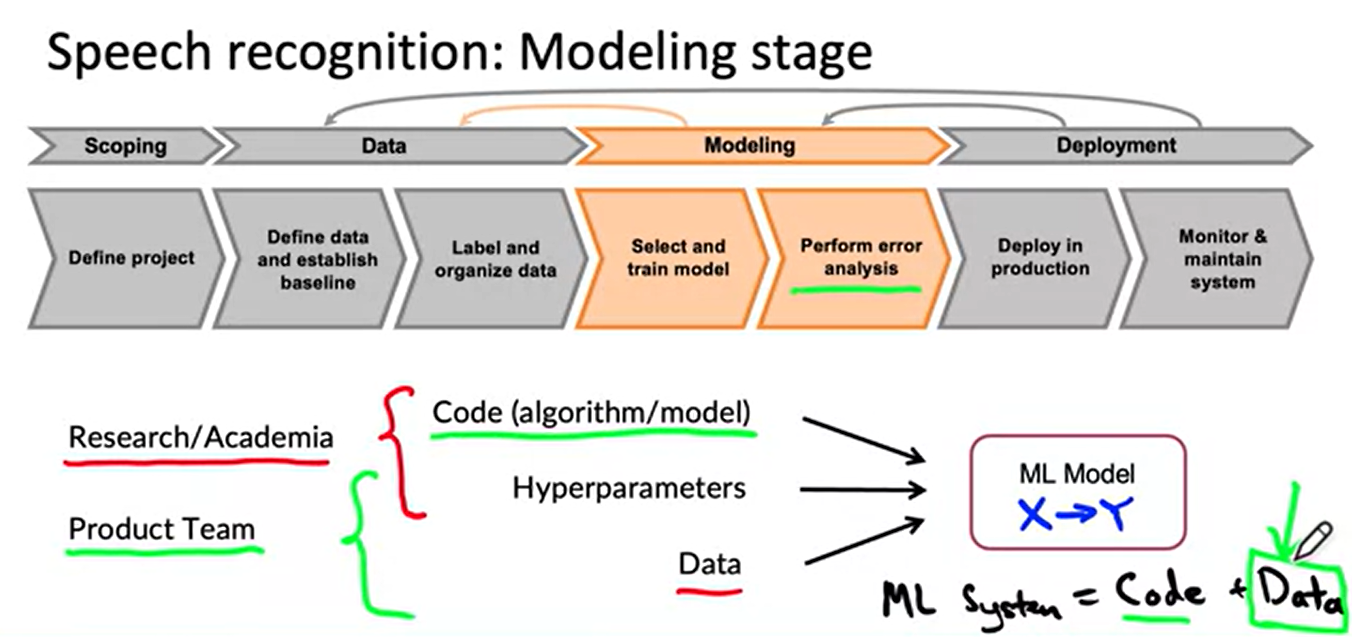 Speech recognition: Modeling stage
Scoping
Data
Modeling
Deployment
Define project
Define data
and establish
baseline
Label and
organize data
Select and
train model
Perform error
analysis
Deploy in
production
Monitor &
maintain
system
Research/Academia
Product Team
Code (algorithm/model)
Hyperparameters
Data
ML Model
X→Y
ML System = Code + Data